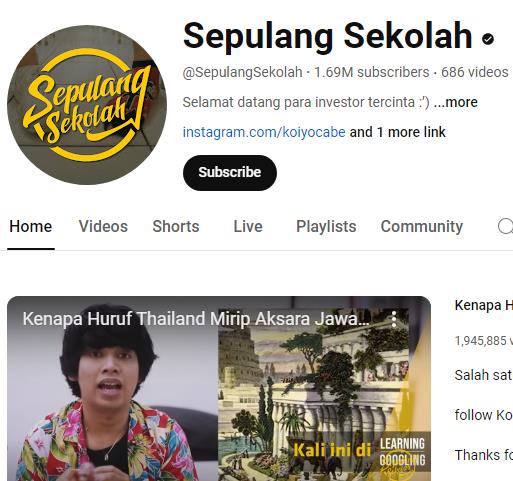 Sepulang Sekolah
Sepulang Sekolah
@SepulangSekolah · 1.69M subscribers · 686 videos
Selamat datang para investor tercinta :') ...more
instagram.com/koiyocabe and 1 more link
Subscribe
Home Videos Shorts Live Playlists Community
Kenapa Huruf Thailand Mirip Aksara Jawa...
Kali ini di LEARNING
GOOGLING
Kenapa H
1,945,885 v
Salah sat
follow Ko
Thanks fo